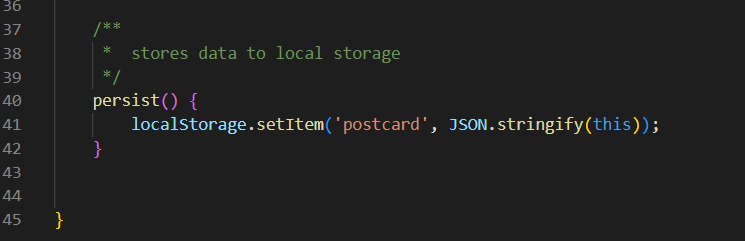 36
37 /**
38 * stores data to local storage
39 */
40 persist() {
41 localStorage.setItem('postcard', JSON.stringify(this));
42 }
43
44
45 }